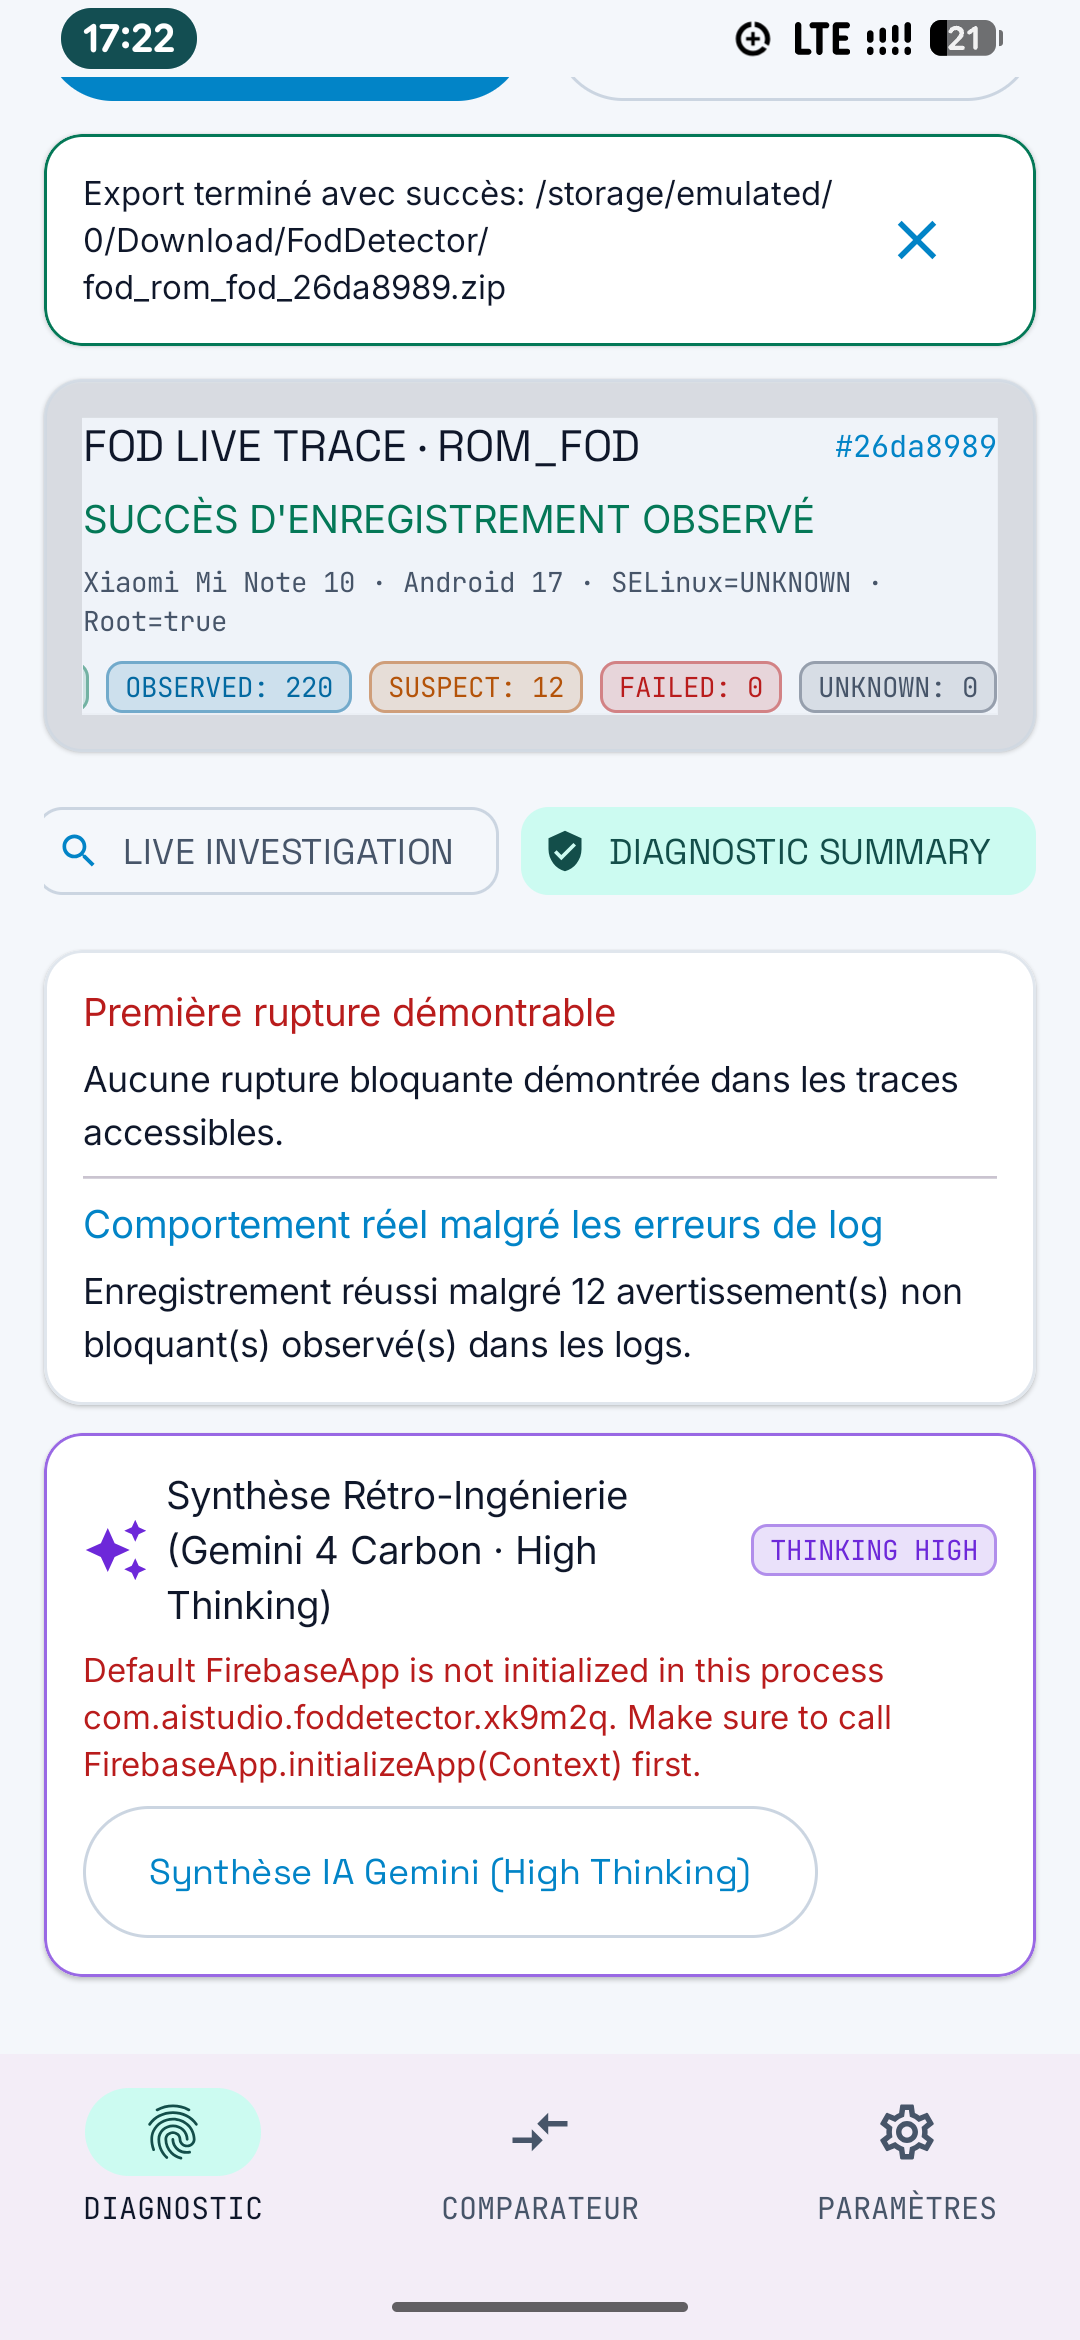 17:22
LTE
21
Export terminé avec succès: /storage/emulated/
0/Download/FodDetector/
fod_rom_fod_26da8989.zip
FOD LIVE TRACE · ROM_FOD
#26da8989
SUCCÈS D'ENREGISTREMENT OBSERVÉ
Xiaomi Mi Note 10 · Android 17 · SELinux=UNKNOWN ·
Root=true
OBSERVED: 220
SUSPECT: 12
FAILED: 0
UNKNOWN: 0
LIVE INVESTIGATION
DIAGNOSTIC SUMMARY
Première rupture démontrable
Aucune rupture bloquante démontrée dans les traces
accessibles.
Comportement réel malgré les erreurs de log
Enregistrement réussi malgré 12 avertissement(s) non
bloquant(s) observé(s) dans les logs.
Synthèse Rétro-Ingénierie
(Gemini 4 Carbon · High
Thinking)
THINKING HIGH
Default FirebaseApp is not initialized in this process
com.aistudio.foddetector.xk9m2q. Make sure to call
FirebaseApp.initializeApp(Context) first.
Synthèse IA Gemini (High Thinking)
DIAGNOSTIC
COMPARATEUR
PARAMÈTRES